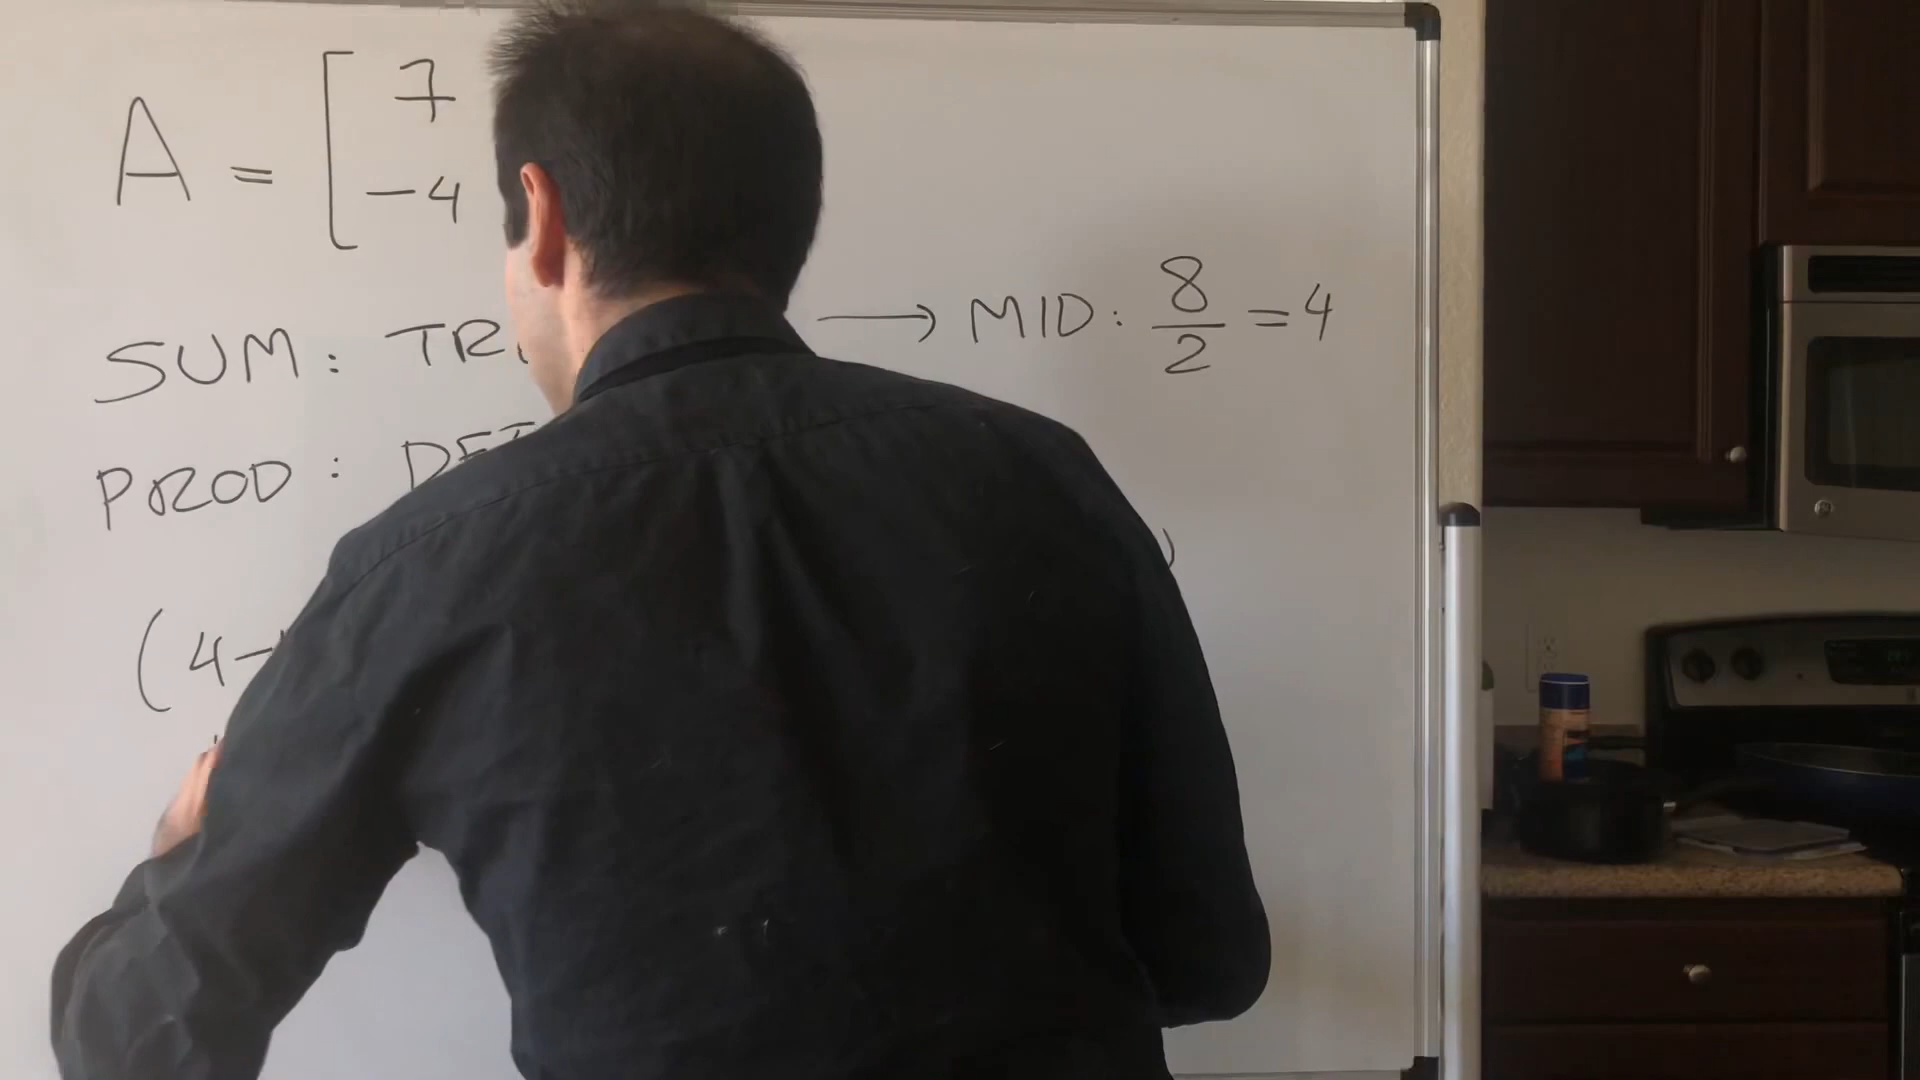 A = [ 7
-4
SUM: TR
→ MID: 8/2 = 4
PROD: DET
)
(4-